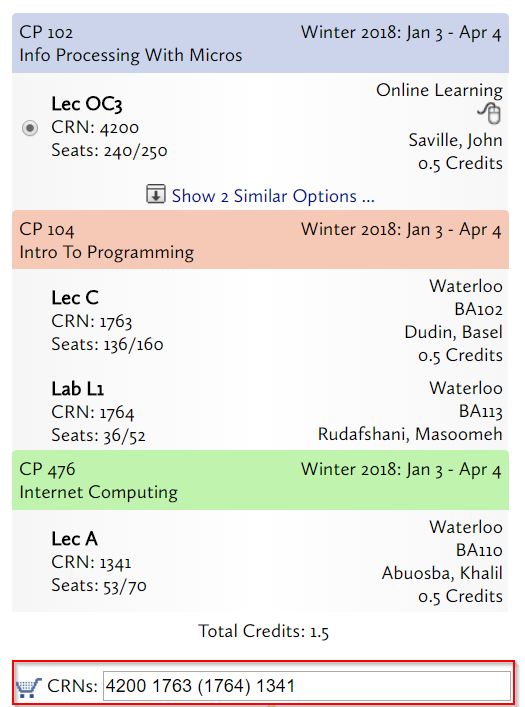 CP 102 Winter 2018: Jan 3 - Apr 4
Info Processing With Micros
Lec OC3 Online Learning
CRN: 4200
Seats: 240/250 Saville, John
0.5 Credits
Show 2 Similar Options ...
CP 104 Winter 2018: Jan 3 - Apr 4
Intro To Programming
Lec C Waterloo
CRN: 1763 BA102
Seats: 136/160 Dudin, Basel
0.5 Credits
Lab L1 Waterloo
CRN: 1764 BA113
Seats: 36/52 Rudafshani, Masoomeh
CP 476 Winter 2018: Jan 3 - Apr 4
Internet Computing
Lec A Waterloo
CRN: 1341 BA110
Seats: 53/70 Abuosba, Khalil
0.5 Credits
Total Credits: 1.5
CRNs: 4200 1763 (1764) 1341